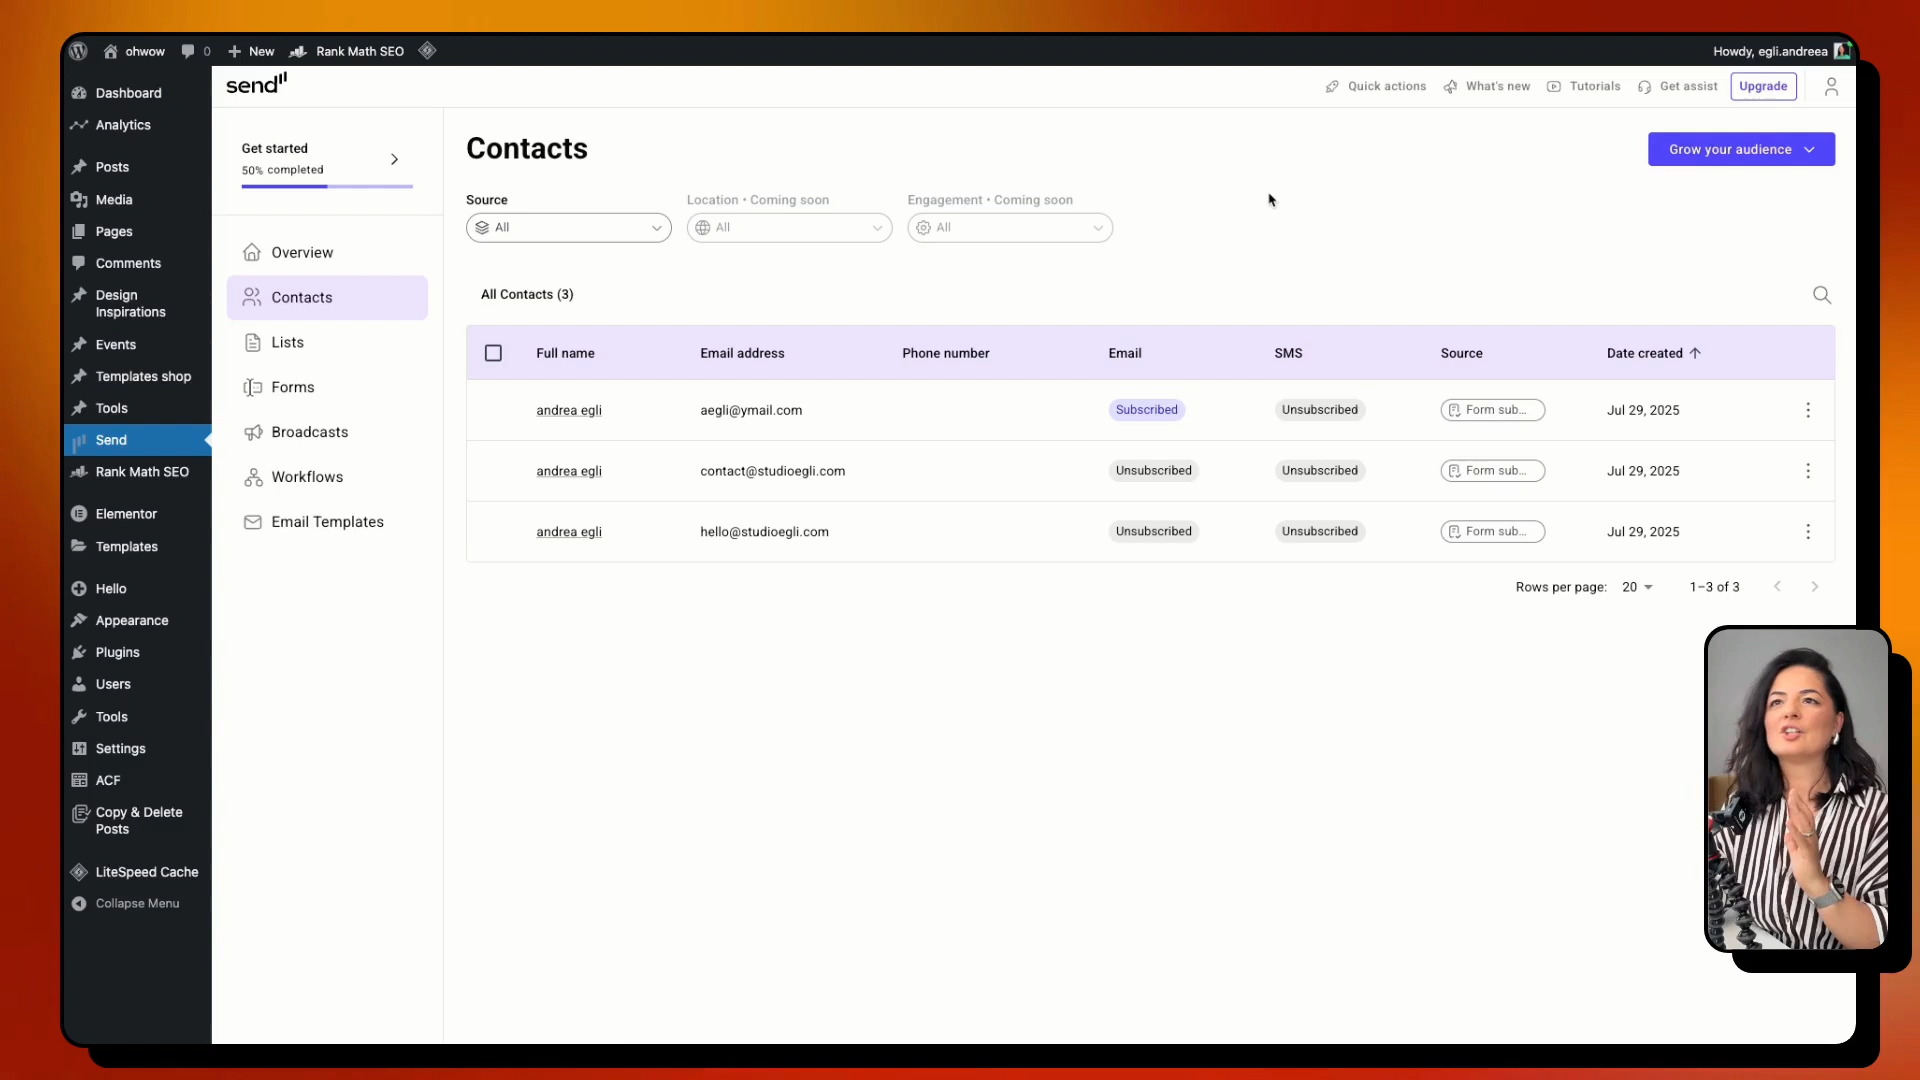 ohwow
0
New
Rank Math SEO
Howdy, egli.andreea
Dashboard
Analytics
Posts
Media
Pages
Comments
Design
Inspirations
Events
Templates shop
Tools
Send
Rank Math SEO
Elementor
Templates
Hello
Appearance
Plugins
Users
Tools
Settings
ACF
Copy & Delete
Posts
LiteSpeed Cache
Collapse Menu
send
Quick actions
What's new
Tutorials
Get assist
Upgrade
Get started
50% completed
Overview
Contacts
Lists
Forms
Broadcasts
Workflows
Email Templates
Contacts
Grow your audience
Source
Location • Coming soon
Engagement • Coming soon
All
All
All
All Contacts (3)
Full name Email address Phone number Email SMS Source Date created
andrea egli aegli@ymail.com Subscribed Unsubscribed Form sub... Jul 29, 2025
andrea egli contact@studioegli.com Unsubscribed Unsubscribed Form sub... Jul 29, 2025
andrea egli hello@studioegli.com Unsubscribed Unsubscribed Form sub... Jul 29, 2025
Rows per page: 20 1–3 of 3